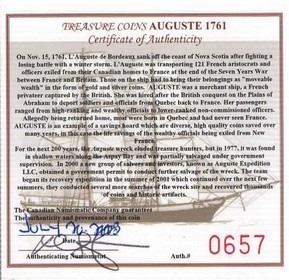 TREASURE COINS AUGUSTE 1761
Certificate of Authenticity
On Nov. 15, 1761, L'Auguste de Bordeaux sank off the coast of Nova Scotia after fighting a
losing battle with a winter storm. L'Auguste was transporting 121 French aristocrats and
officers exiled from their Canadian homes to France at the end of the Seven Years War
between France and Britain. Those on the ship had to bring their belongings as "moveable
wealth" in the form of gold and silver coins. AUGUSTE was a merchant ship, a French
privateer captured by the British. She was hired after the British conquest on the Plains of
Abraham to deport soldiers and officials from Quebec back to France. Her passengers
ranged from high-ranking and wealthy officials to lower-ranked non-commissioned officers.
Allegedly being returned home, most were born in Quebec and had never seen France.
AUGUSTE is an example of a savings hoard which are diverse, high quality coins saved over
many years, in this case the life savings of the wealthy officials being exiled from New
France.
For the next 200 years, the wreck eluded treasure hunters, but in 1977, it was found
in shallow waters along the Aspay Bay and was partially salvaged under government
supervision. In 2000 a new group of salvors and investors, known as Auguste Expedition
LLC, obtained a government permit to conduct further salvage of the wreck. The team
began its recovery expedition in the summer of 2001 which continued over the next few
summers, they conducted several more searches of the wreck site and recovered thousands
of coins and historic artifacts.
The Canadian Numismatic Company guarantees
The authenticity and provenance of this coin
Date
Authenticating Numismatist
Auth.#
0657